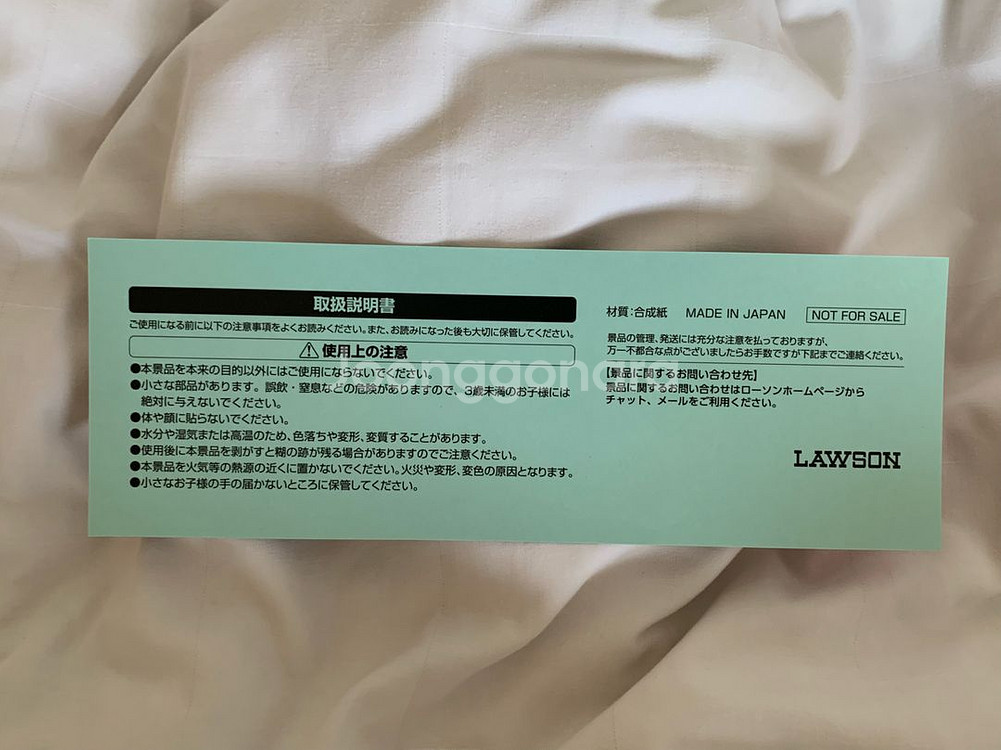 取扱説明書
ご使用になる前に以下の注意事項をよくお読みください。また、お読みになった後も大切に保管してください。
使用上の注意
●本景品を本来の目的以外にはご使用にならないでください。
●小さな部品があります。誤飲・窒息などの危険がありますので、3歳未満のお子様には
絶対に与えないでください。
●体や顔に貼らないでください。
●水分や湿気または高温のため、色落ちや変形、変質することがあります。
●使用後に本景品を剥がすと糊の跡が残る場合がありますのでご注意ください。
●本景品を火気等の熱源の近くに置かないでください。火災や変形、変色の原因となります。
●小さなお子様の手の届かないところに保管してください。
材質:合成紙 MADE IN JAPAN NOT FOR SALE
景品の管理、発送には充分な注意を払っておりますが、
万一不都合な点がございましたらお手数ですが下記までご連絡ください。
【景品に関するお問い合わせ先】
景品に関するお問い合わせはローソンホームページから
チャット、メールをご利用ください。
LAWSON